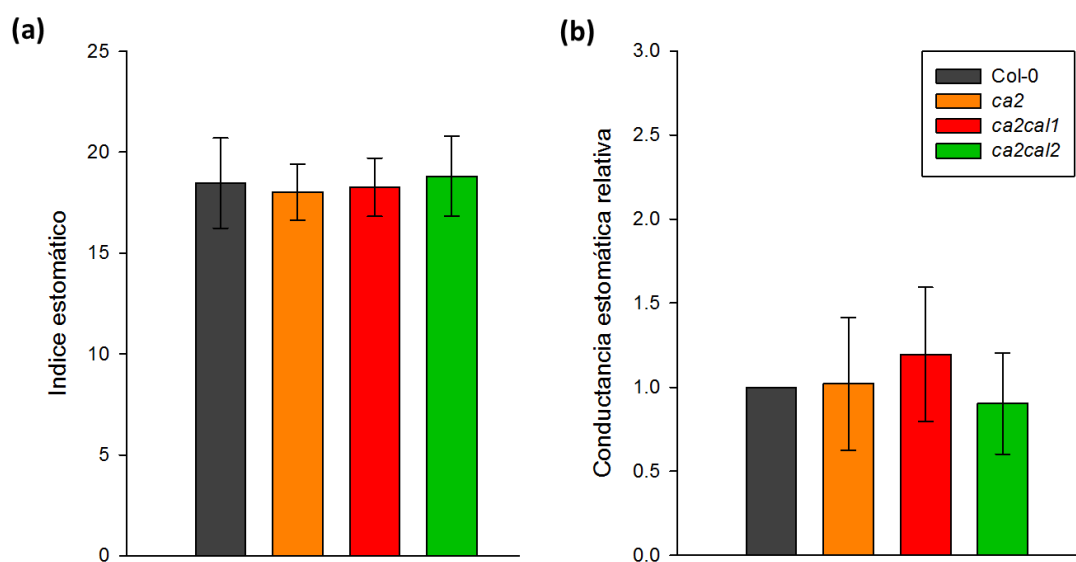 (a)
25
20
15
10
5
0
Indice estomático
(b)
3.0
2.5
2.0
1.5
1.0
0.5
0.0
Conductancia estomática relativa
Col-0
ca2
ca2cal1
ca2cal2